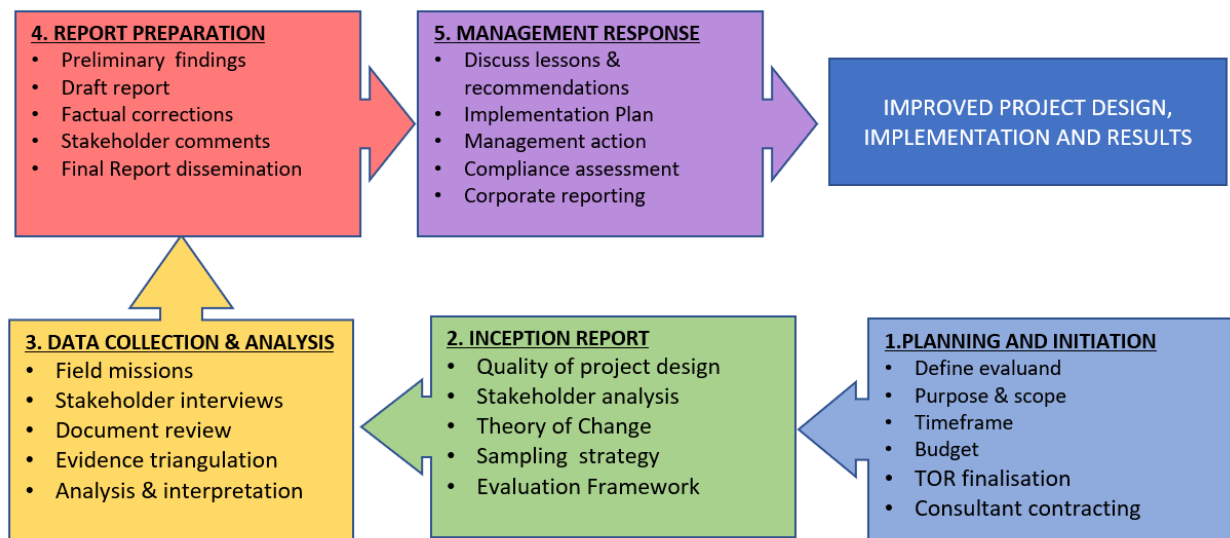 4. REPORT PREPARATION
• Preliminary findings
• Draft report
• Factual corrections
• Stakeholder comments
• Final Report dissemination
5. MANAGEMENT RESPONSE
• Discuss lessons &
recommendations
• Implementation Plan
• Management action
• Compliance assessment
• Corporate reporting
IMPROVED PROJECT DESIGN,
IMPLEMENTATION AND RESULTS
3. DATA COLLECTION & ANALYSIS
• Field missions
• Stakeholder interviews
• Document review
• Evidence triangulation
• Analysis & interpretation
2. INCEPTION REPORT
• Quality of project design
• Stakeholder analysis
• Theory of Change
• Sampling strategy
• Evaluation Framework
1.PLANNING AND INITIATION
• Define evaluand
• Purpose & scope
• Timeframe
• Budget
• TOR finalisation
• Consultant contracting